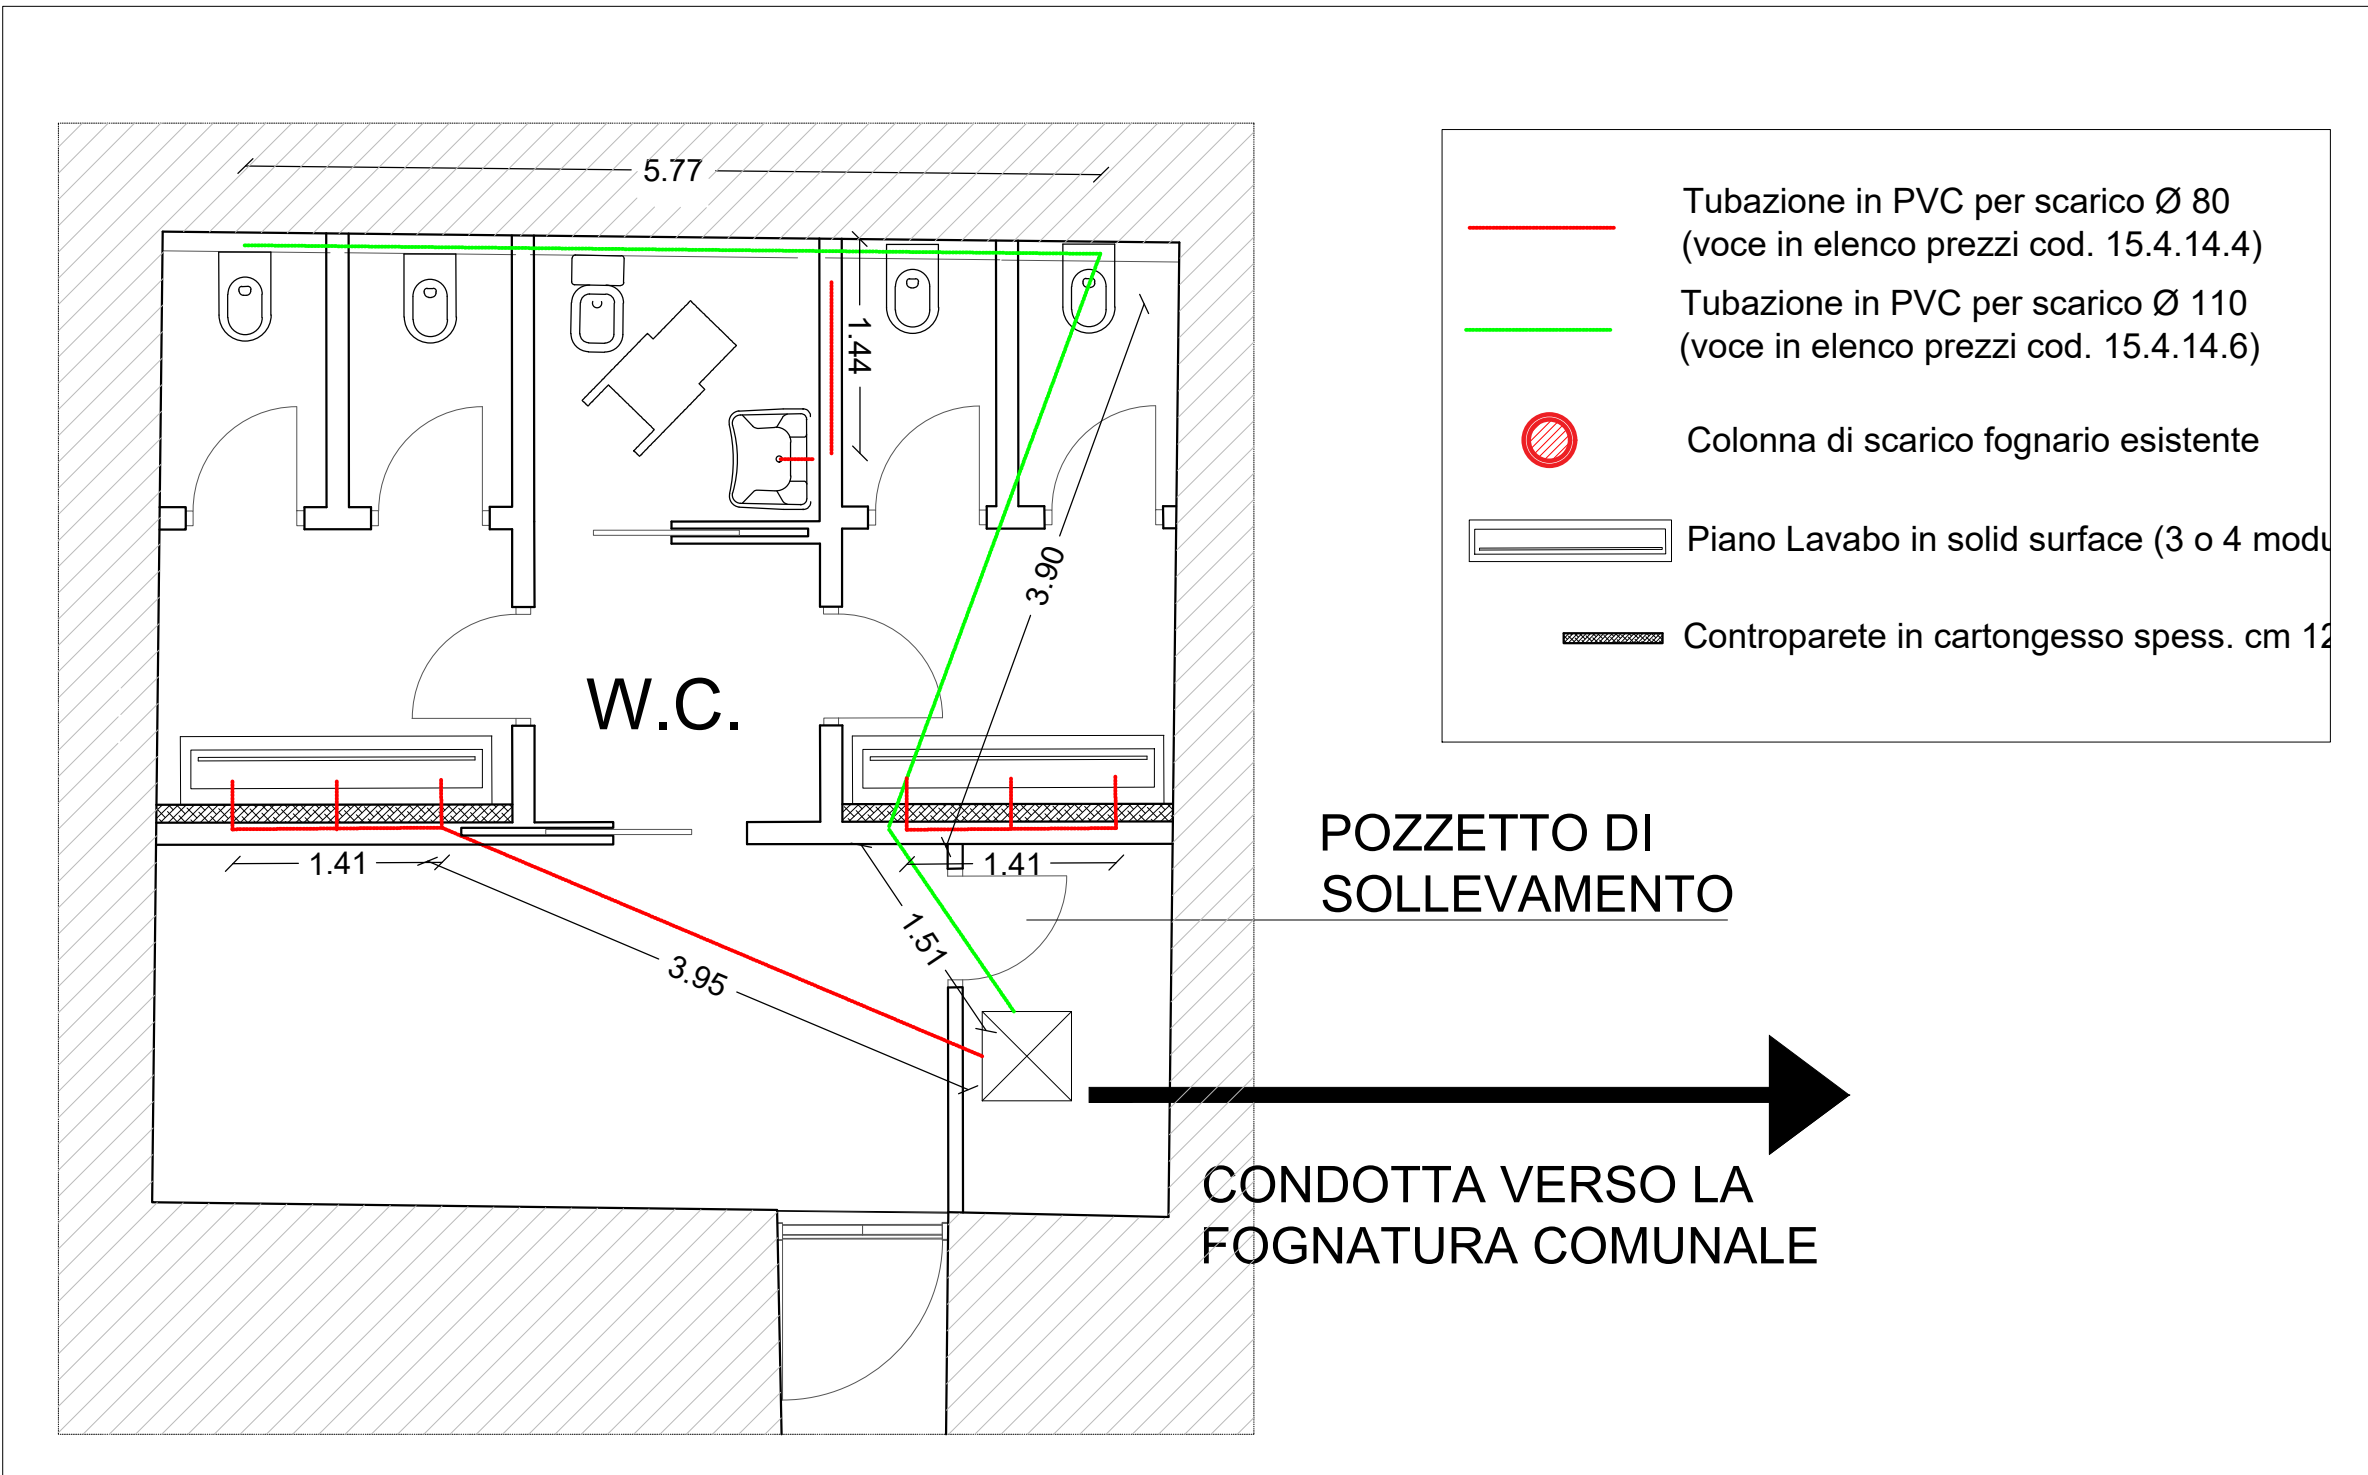 5.77
1.44
3.90
W.C.
1.41
1.41
3.95
1.51
Tubazione in PVC per scarico Ø 80
(voce in elenco prezzi cod. 15.4.14.4)
Tubazione in PVC per scarico Ø 110
(voce in elenco prezzi cod. 15.4.14.6)
Colonna di scarico fognario esistente
Piano Lavabo in solid surface (3 o 4 modu
Controparete in cartongesso spess. cm 12
POZZETTO DI
SOLLEVAMENTO
CONDOTTA VERSO LA
FOGNATURA COMUNALE